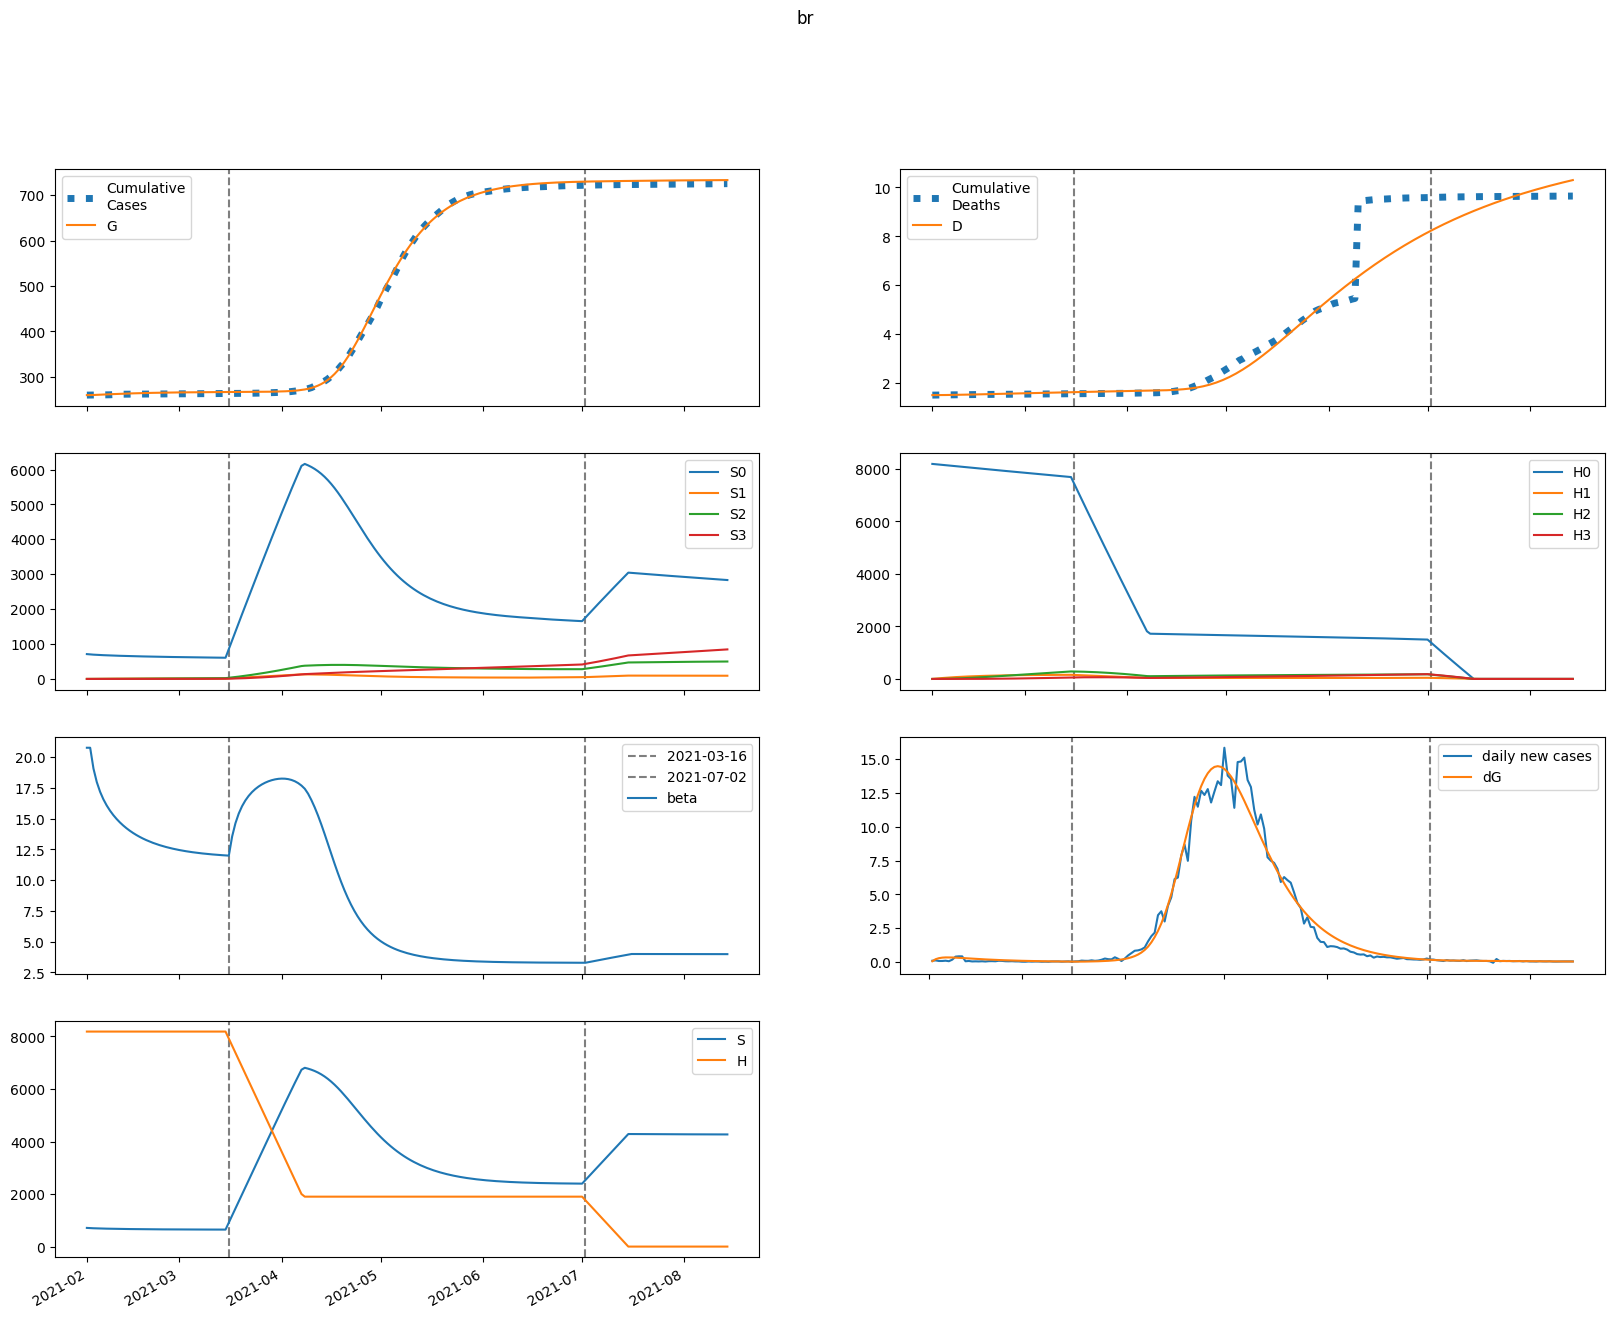 br
Cumulative
Cases
G
700
600
500
400
300
Cumulative
Deaths
D
10
8
6
4
2
S0
S1
S2
S3
6000
5000
4000
3000
2000
1000
0
H0
H1
H2
H3
8000
6000
4000
2000
0
2021-03-16
2021-07-02
beta
20.0
17.5
15.0
12.5
10.0
7.5
5.0
2.5
daily new cases
dG
15.0
12.5
10.0
7.5
5.0
2.5
0.0
S
H
8000
6000
4000
2000
0
2021-02
2021-03
2021-04
2021-05
2021-06
2021-07
2021-08